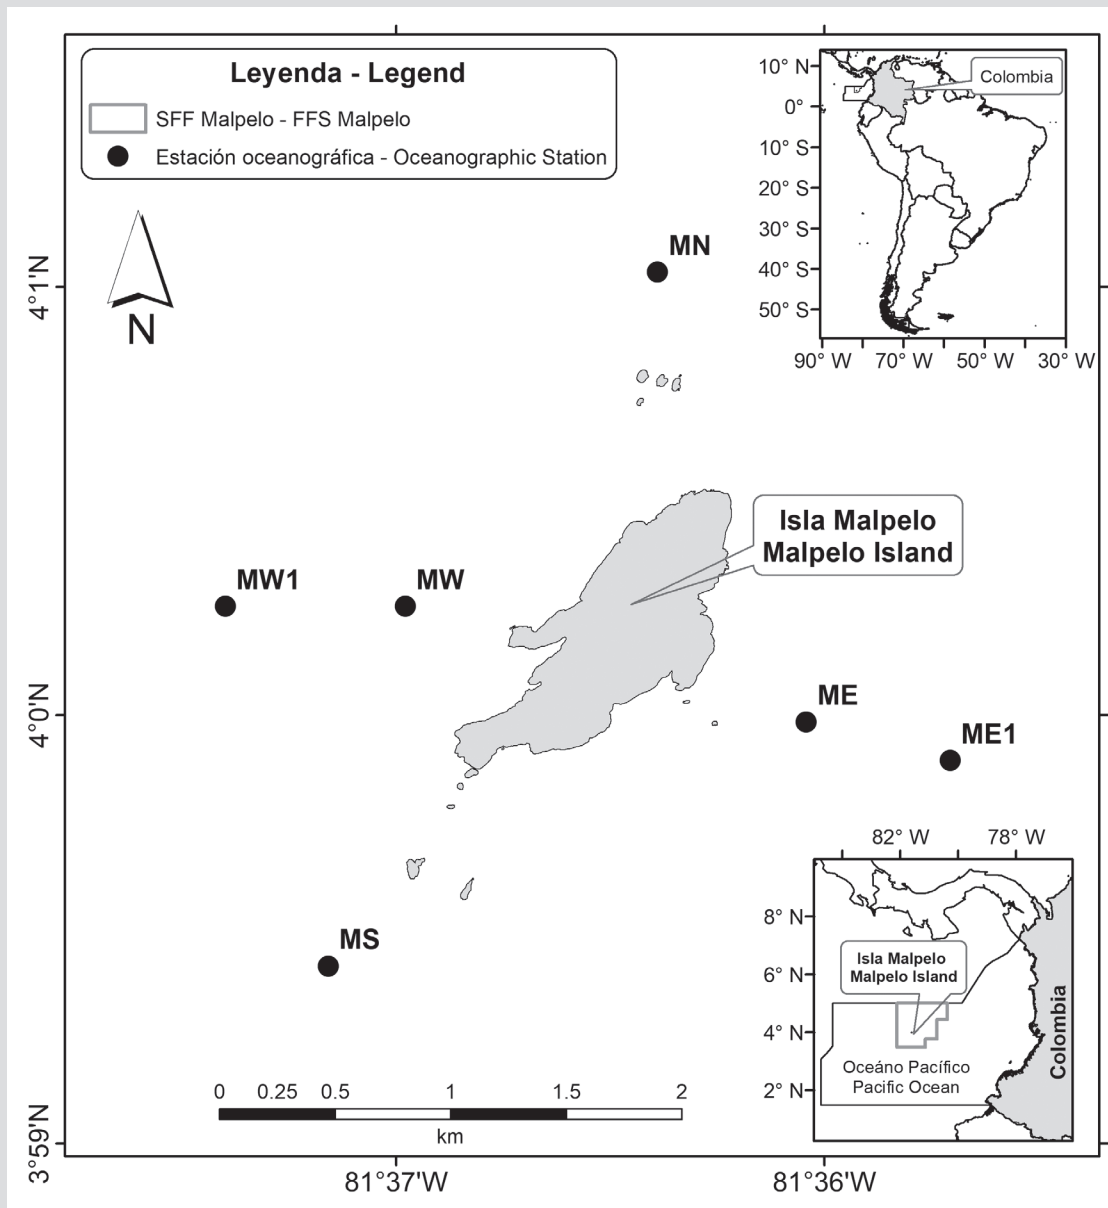 Leyenda - Legend
SFF Malpelo - FFS Malpelo
Estación oceanográfica - Oceanographic Station
N
10° N
0°
10° S
20° S
30° S
40° S
50° S
90° W 70° W 50° W 30° W
Colombia
MN
4°1'N
Isla Malpelo
Malpelo Island
MW1
MW
4°0'N
ME
ME1
MS
82° W 78° W
8° N
6° N
4° N
2° N
Isla Malpelo
Malpelo Island
Oceáno Pacífico
Pacific Ocean
Colombia
0 0.25 0.5 1 1.5 2
km
3°59'N
81°37'W 81°36'W